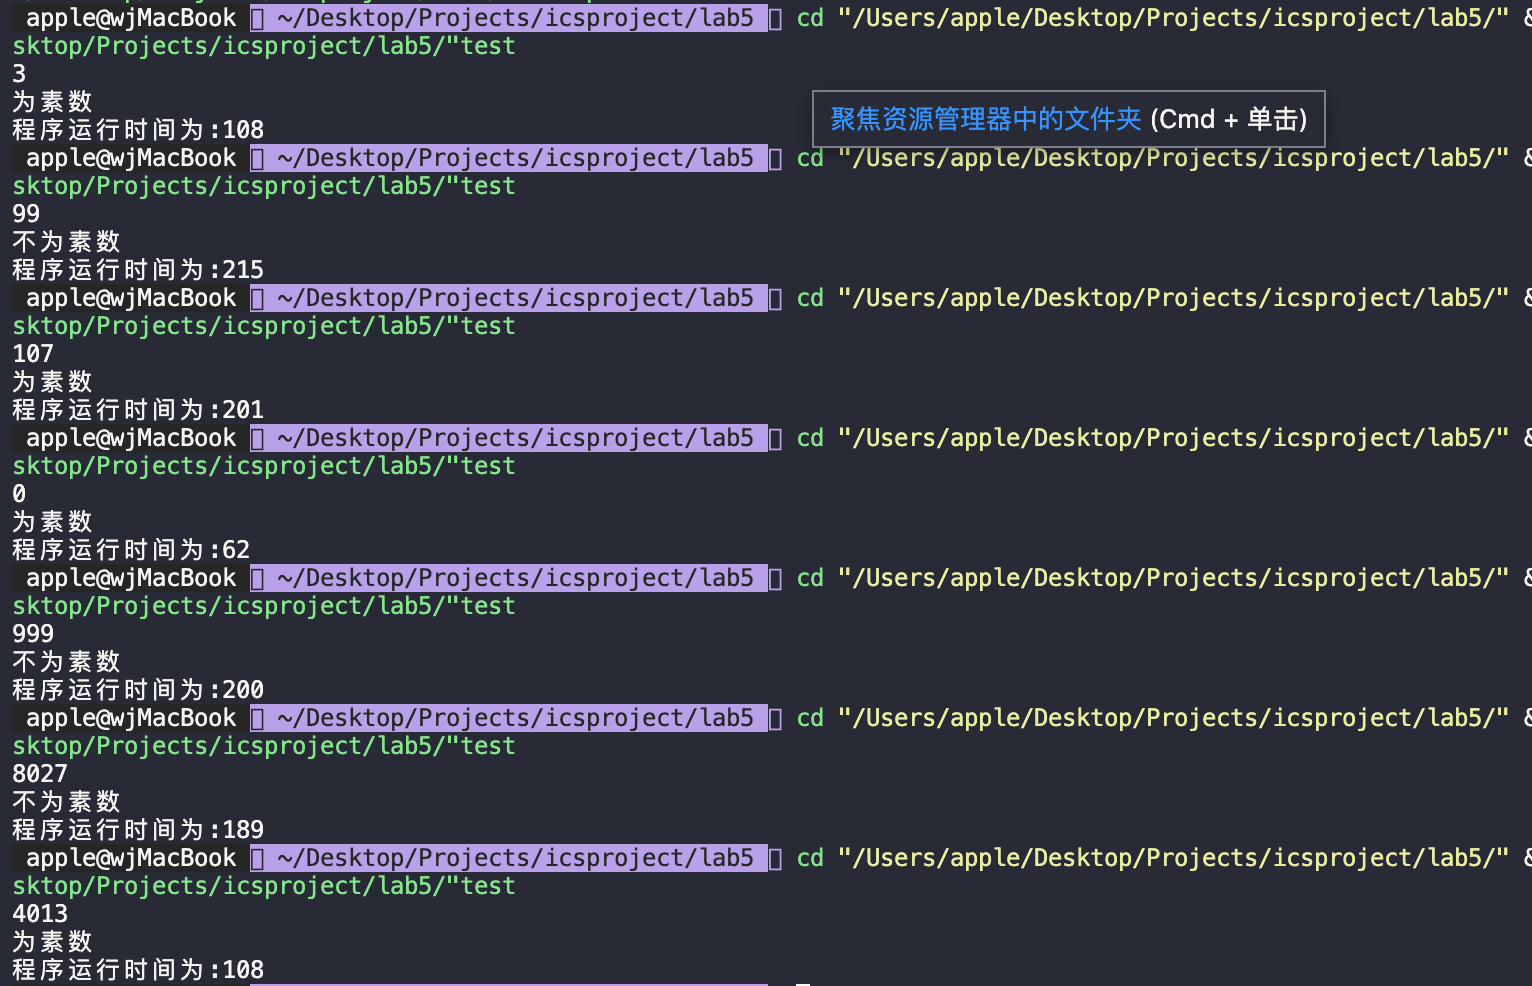 apple@wjMacBook ~/Desktop/Projects/icsproject/lab5 cd "/Users/apple/Desktop/Projects/icsproject/lab5/" &
sktop/Projects/icsproject/lab5/"test
3
为素数
聚焦资源管理器中的文件夹 (Cmd + 单击)
程序运行时间为:108
apple@wjMacBook ~/Desktop/Projects/icsproject/lab5 cd "/Users/apple/Desktop/Projects/icsproject/lab5/" &
sktop/Projects/icsproject/lab5/"test
99
不为素数
程序运行时间为:215
apple@wjMacBook ~/Desktop/Projects/icsproject/lab5 cd "/Users/apple/Desktop/Projects/icsproject/lab5/" &
sktop/Projects/icsproject/lab5/"test
107
为素数
程序运行时间为:201
apple@wjMacBook ~/Desktop/Projects/icsproject/lab5 cd "/Users/apple/Desktop/Projects/icsproject/lab5/" &
sktop/Projects/icsproject/lab5/"test
0
为素数
程序运行时间为:62
apple@wjMacBook ~/Desktop/Projects/icsproject/lab5 cd "/Users/apple/Desktop/Projects/icsproject/lab5/" &
sktop/Projects/icsproject/lab5/"test
999
不为素数
程序运行时间为:200
apple@wjMacBook ~/Desktop/Projects/icsproject/lab5 cd "/Users/apple/Desktop/Projects/icsproject/lab5/" &
sktop/Projects/icsproject/lab5/"test
8027
不为素数
程序运行时间为:189
apple@wjMacBook ~/Desktop/Projects/icsproject/lab5 cd "/Users/apple/Desktop/Projects/icsproject/lab5/" &
sktop/Projects/icsproject/lab5/"test
4013
为素数
程序运行时间为:108